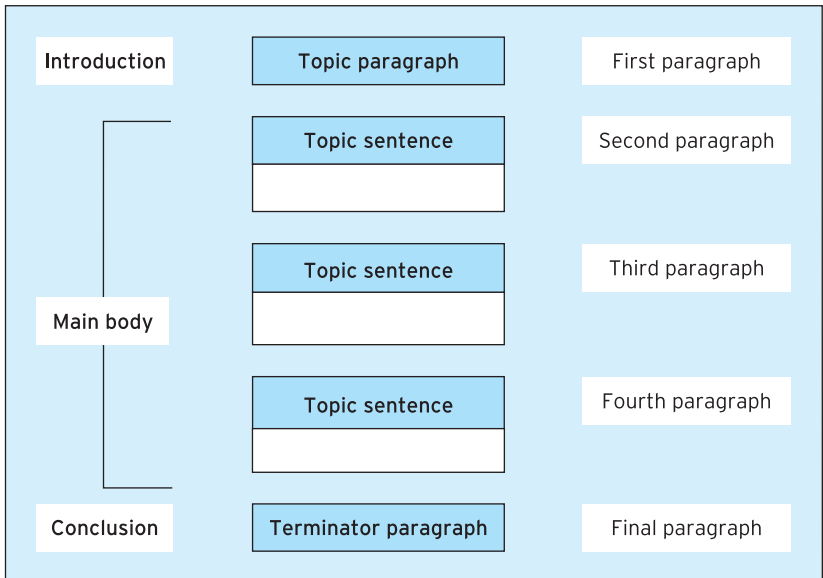 Introduction Topic paragraph First paragraph
Topic sentence Second paragraph
Topic sentence Third paragraph
Main body
Topic sentence Fourth paragraph
Conclusion Terminator paragraph Final paragraph